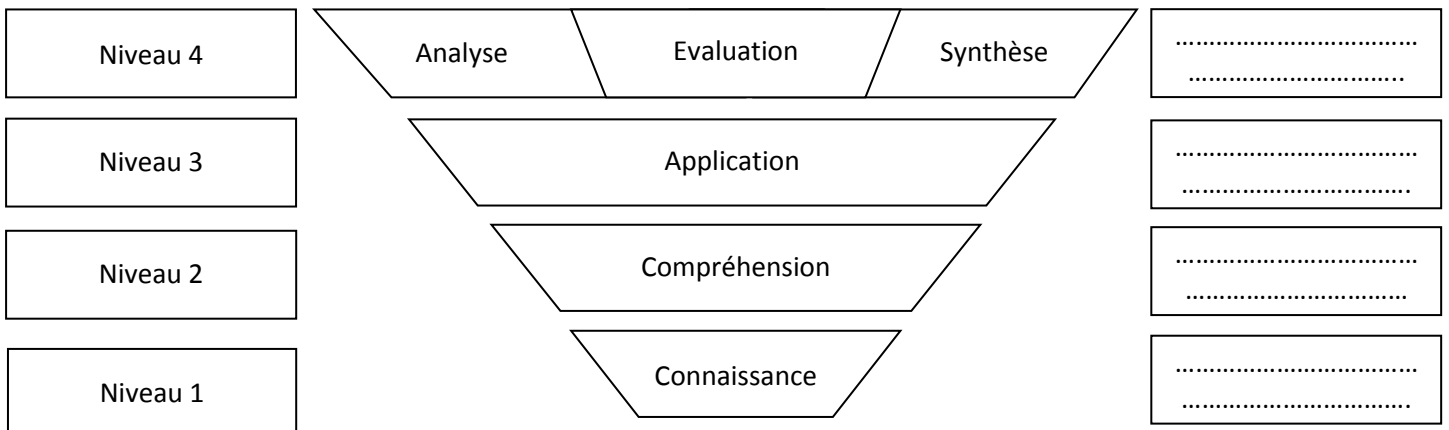 Niveau 4
Analyse
Evaluation
Synthèse
………………………………
…………………………..
Niveau 3
Application
………………………………
…………………………….
Niveau 2
Compréhension
………………………………
……………………………
Niveau 1
Connaissance
………………………………
…………………………….